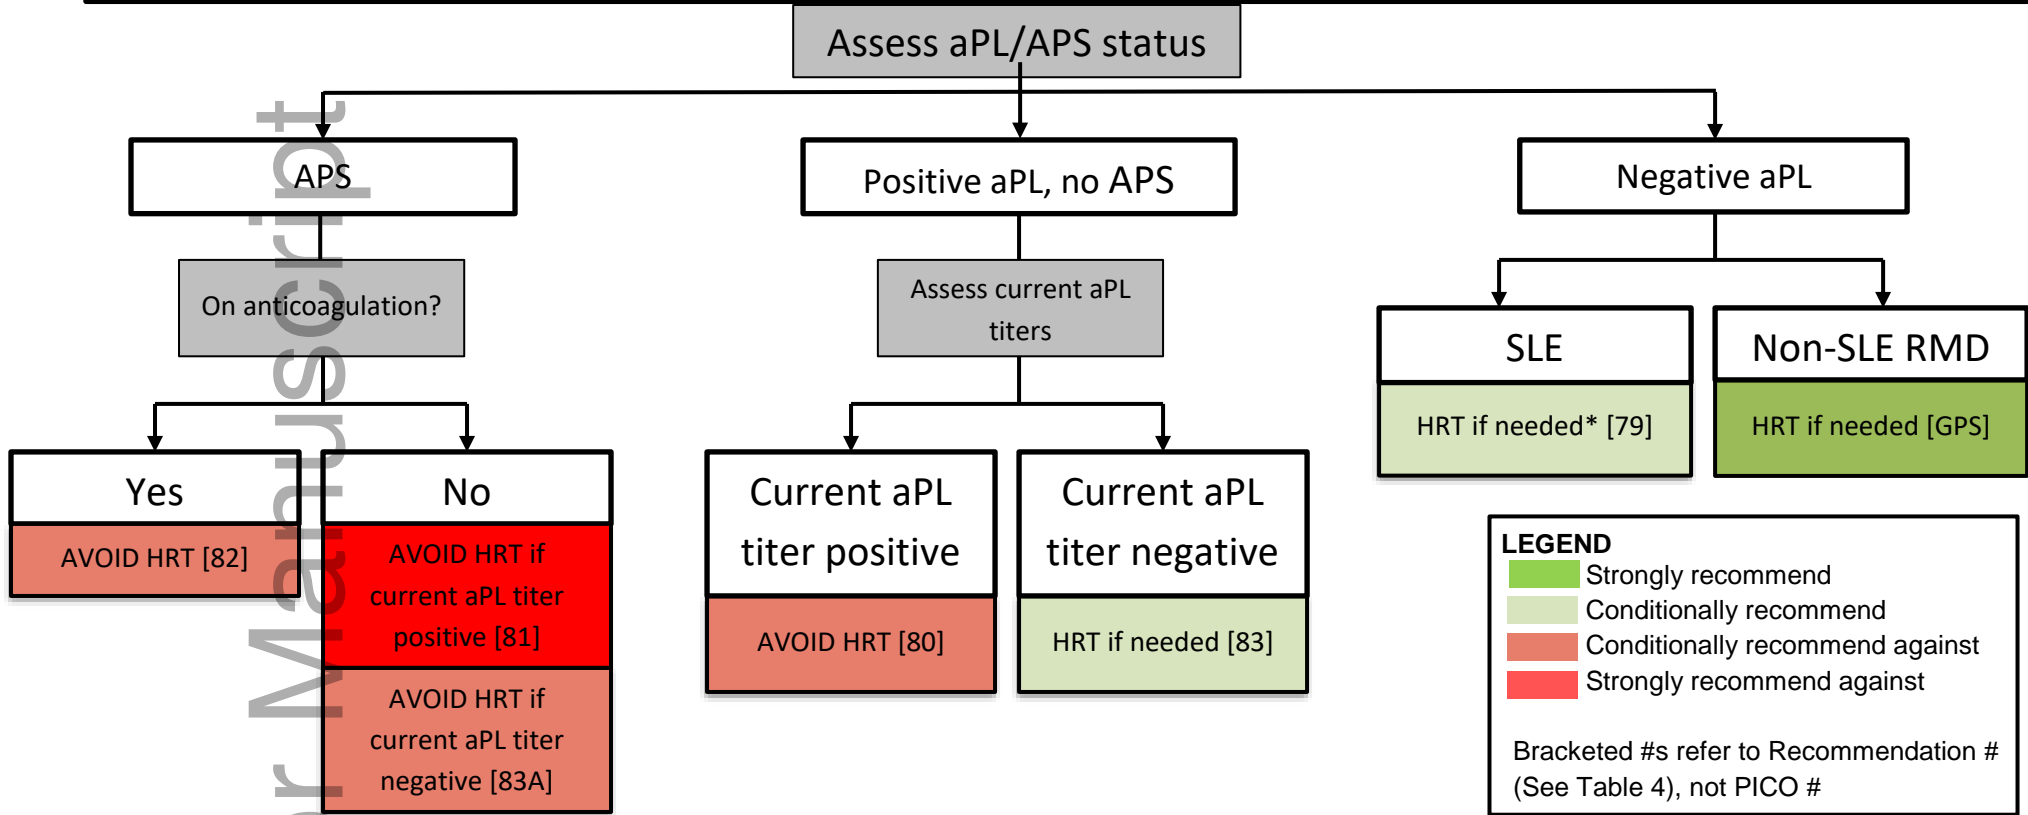 Assess aPL/APS status
APS
Positive aPL, no APS
Negative aPL
On anticoagulation?
Assess current aPL
titers
SLE
Non-SLE RMD
HRT if needed* [79]
HRT if needed [GPS]
Yes
No
AVOID HRT [82]
AVOID HRT if
current aPL titer
positive [81]
AVOID HRT if
current aPL titer
negative [83A]
Current aPL
titer positive
AVOID HRT [80]
Current aPL
titer negative
HRT if needed [83]
LEGEND
Strongly recommend
Conditionally recommend
Conditionally recommend against
Strongly recommend against
Bracketed #s refer to Recommendation #
(See Table 4), not PICO #
r Manuscript